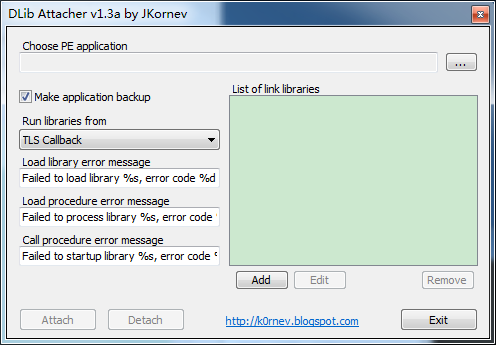 DLib Attacher v1.3a by JKornev
Choose PE application
...
Make application backup
List of link libraries
Run libraries from
TLS Callback
Load library error message
Failed to load library %s, error code %d
Load procedure error message
Failed to process library %s, error code %
Call procedure error message
Failed to startup library %s, error code %
Add
Edit
Remove
Attach
Detach
http://k0rnev.blogspot.com
Exit